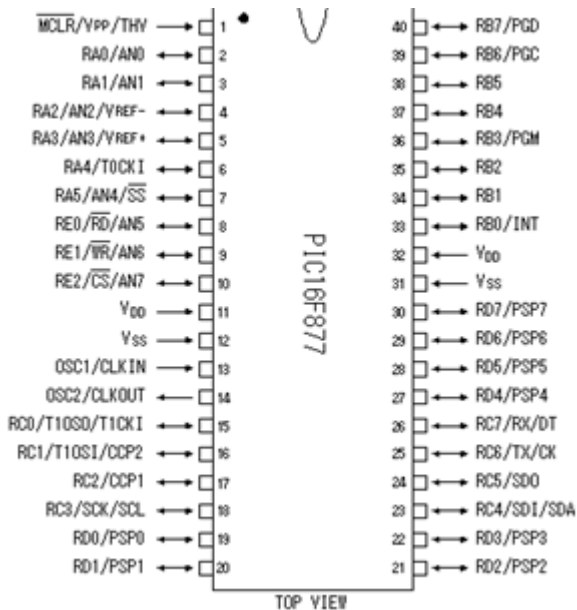 MCLR/VPP/THV 1 40 RB7/PGD
RA0/AN0 2 39 RB6/PGC
RA1/AN1 3 38 RB5
RA2/AN2/VREF- 4 37 RB4
RA3/AN3/VREF+ 5 36 RB3/PGM
RA4/T0CKI 6 35 RB2
RA5/AN4/SS 7 34 RB1
RE0/RD/AN5 8 33 RB0/INT
RE1/WR/AN6 9 32 VDD
RE2/CS/AN7 10 31 VSS
VDD 11 30 RD7/PSP7
VSS 12 29 RD6/PSP6
OSC1/CLKIN 13 28 RD5/PSP5
OSC2/CLKOUT 14 27 RD4/PSP4
RC0/T1OSO/T1CKI 15 26 RC7/RX/DT
RC1/T1OSI/CCP2 16 25 RC6/TX/CK
RC2/CCP1 17 24 RC5/SDO
RC3/SCK/SCL 18 23 RC4/SDI/SDA
RD0/PSP0 19 22 RD3/PSP3
RD1/PSP1 20 21 RD2/PSP2
PIC16F877
TOP VIEW